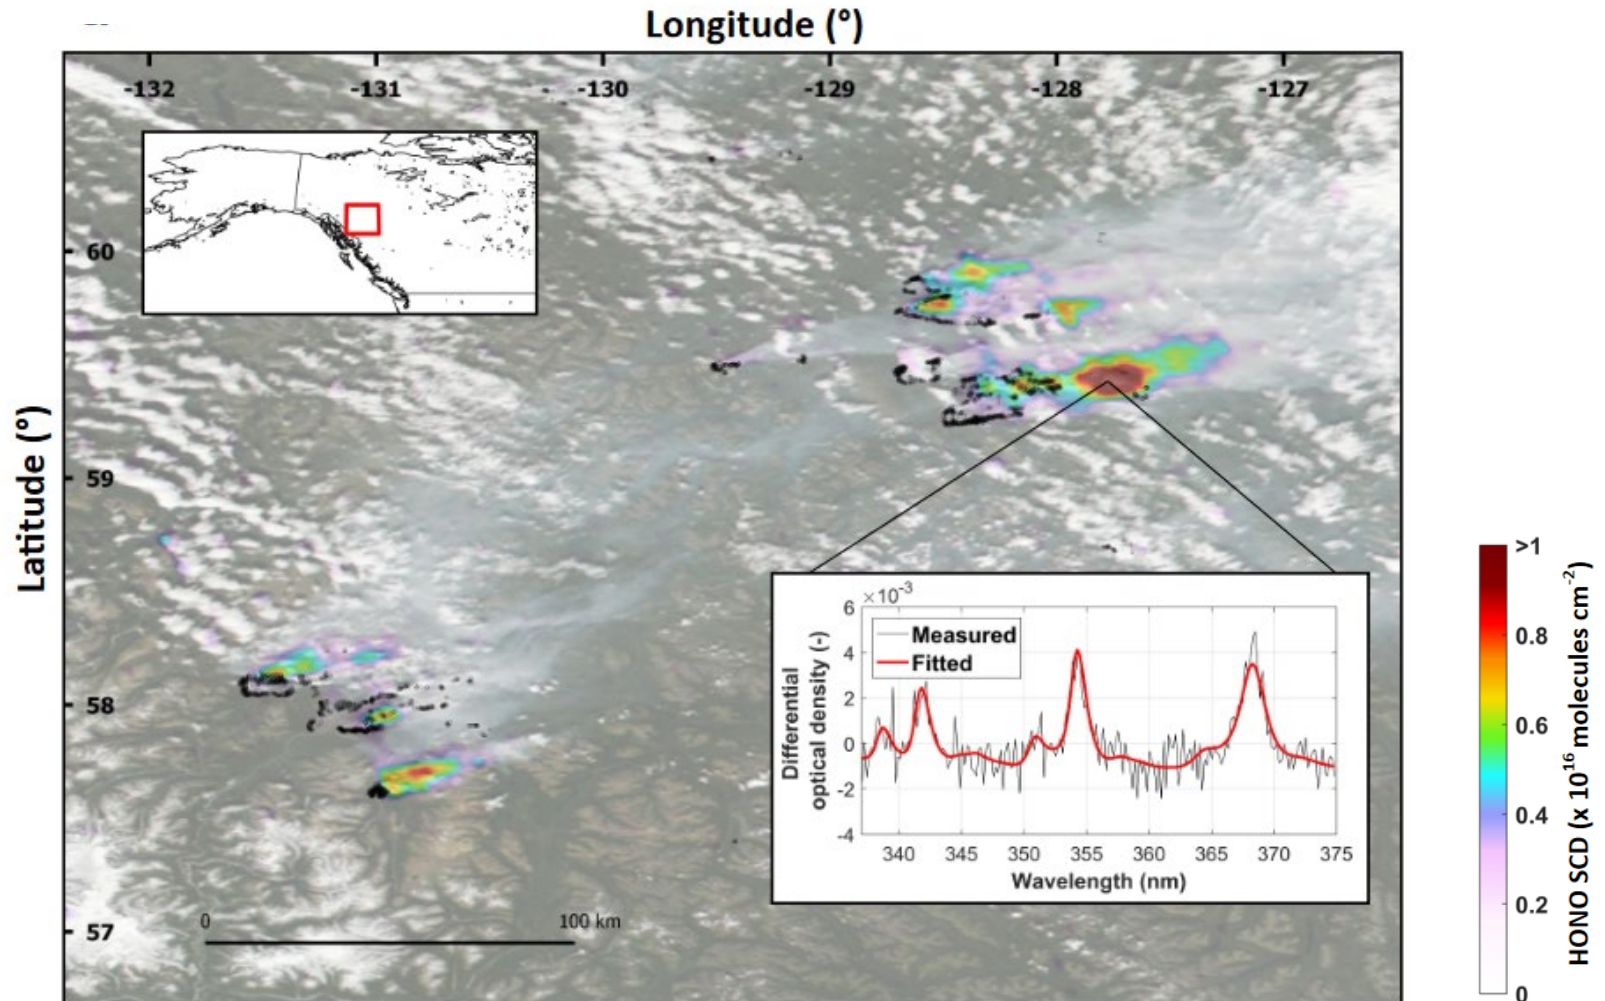 Longitude (°)
-132 -131 -130 -129 -128 -127
60
59
58
57
Latitude (°)
0 100 km
×10⁻³
6
4
2
0
-2
-4
Measured
Fitted
Differential
optical density (-)
340 345 350 355 360 365 370 375
Wavelength (nm)
>1
0.8
0.6
0.4
0.2
0
HONO SCD (x 10¹⁶ molecules cm⁻²)